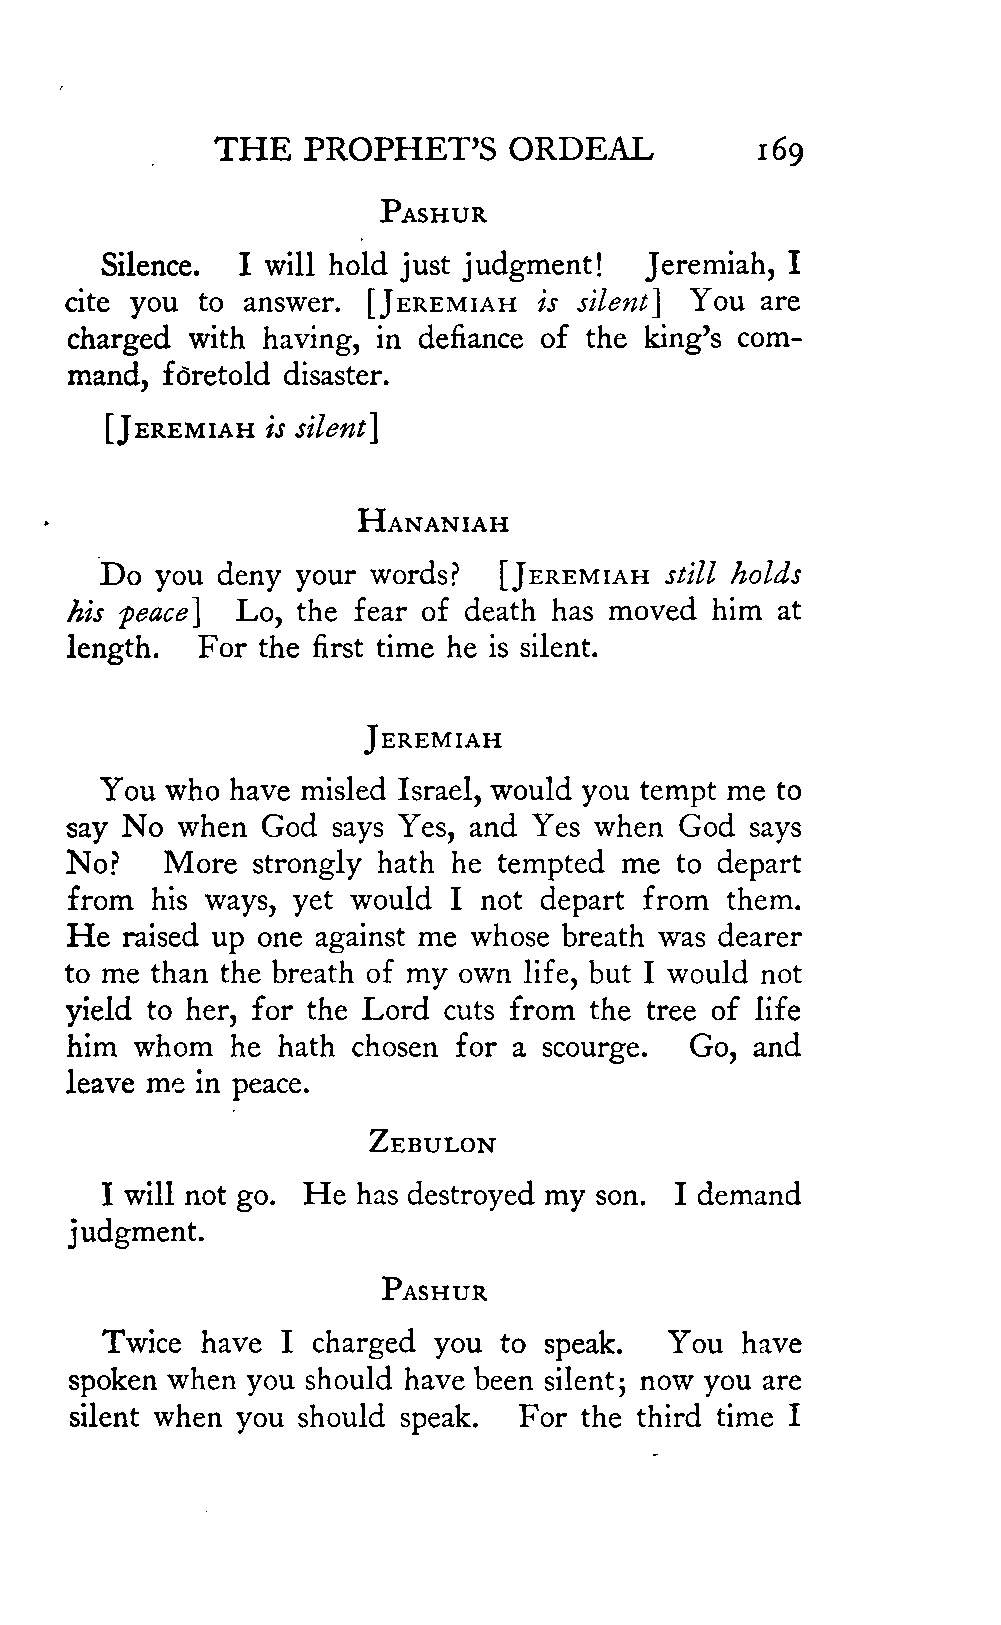 THE PROPHET'S ORDEAL 169
PASHUR
Silence. I will hold just judgment! Jeremiah, I
cite you to answer. [JEREMIAH is silent] You are
charged with having, in defiance of the king's com-
mand, foretold disaster.
[JEREMIAH is silent]
HANANIAH
Do you deny your words? [JEREMIAH still holds
his peace] Lo, the fear of death has moved him at
length. For the first time he is silent.
JEREMIAH
You who have misled Israel, would you tempt me to
say No when God says Yes, and Yes when God says
No? More strongly hath he tempted me to depart
from his ways, yet would I not depart from them.
He raised up one against me whose breath was dearer
to me than the breath of my own life, but I would not
yield to her, for the Lord cuts from the tree of life
him whom he hath chosen for a scourge. Go, and
leave me in peace.
ZEBULON
I will not go. He has destroyed my son. I demand
judgment.
PASHUR
Twice have I charged you to speak. You have
spoken when you should have been silent; now you are
silent when you should speak. For the third time I